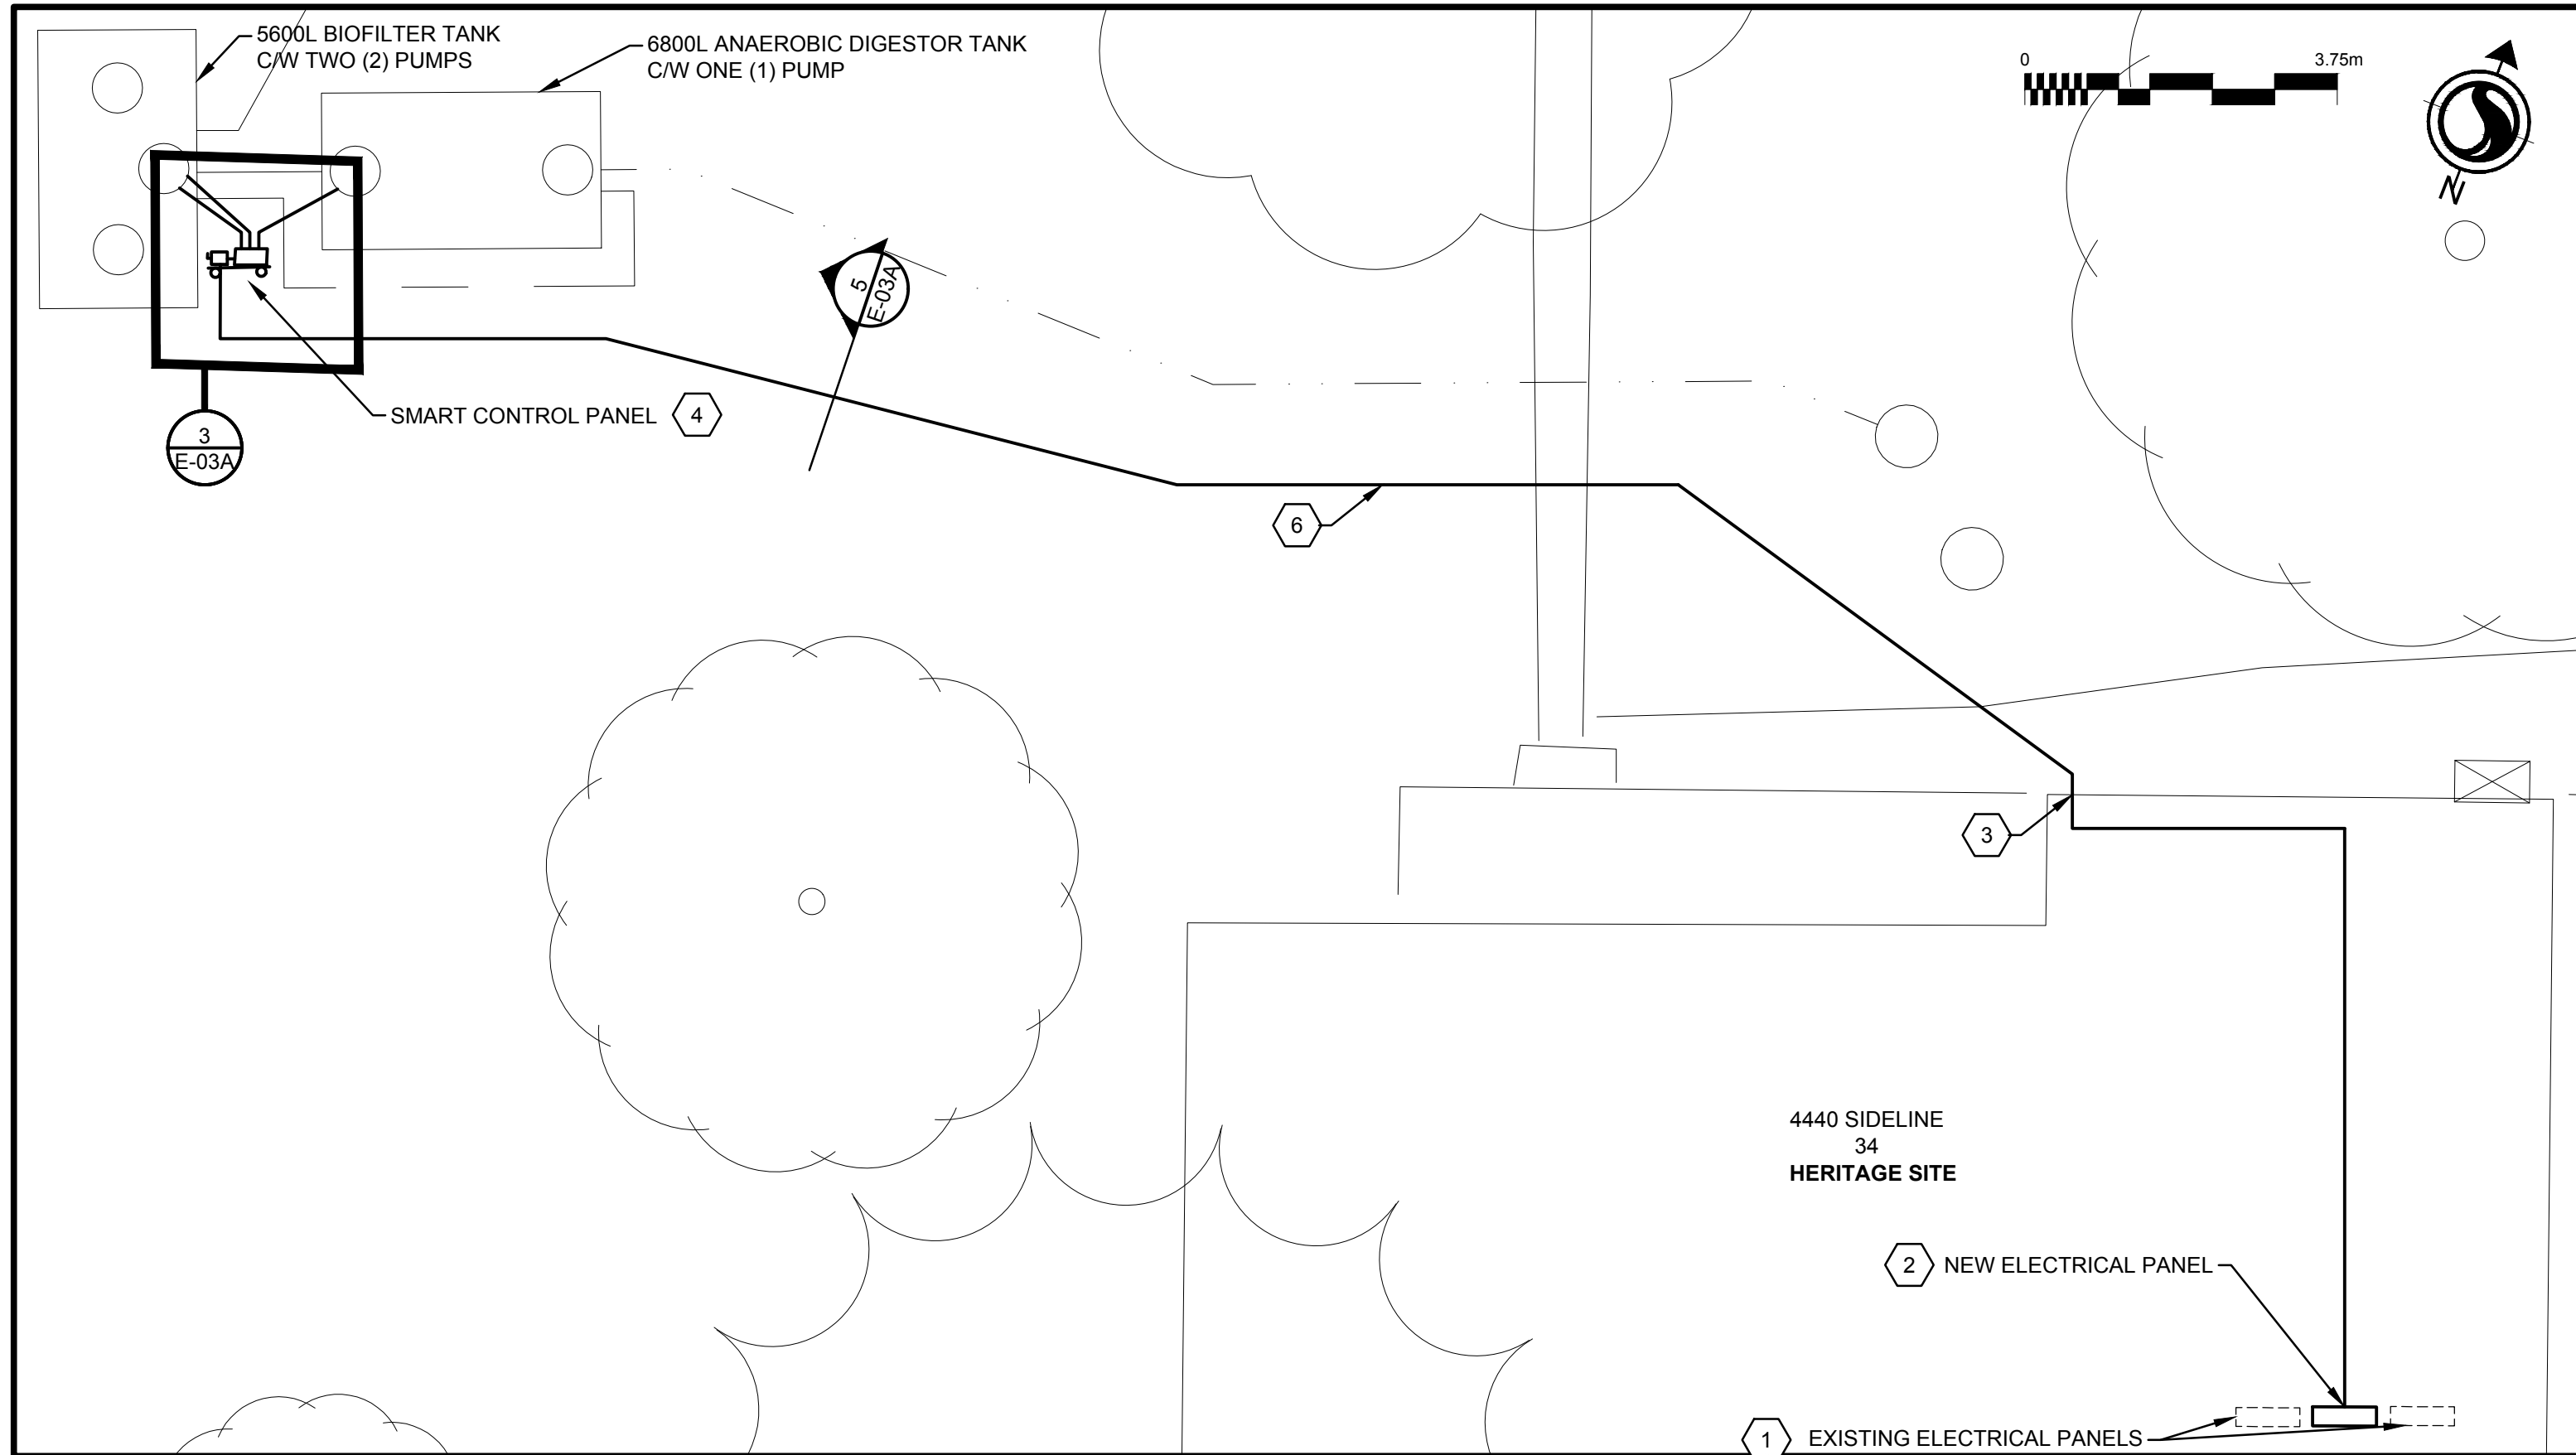 5600L BIOFILTER TANK
C/W TWO (2) PUMPS
6800L ANAEROBIC DIGESTOR TANK
C/W ONE (1) PUMP
0
3.75m
N
5
E-03A
SMART CONTROL PANEL
4
3
E-03A
6
3
4440 SIDELINE
34
HERITAGE SITE
2
NEW ELECTRICAL PANEL
1
EXISTING ELECTRICAL PANELS